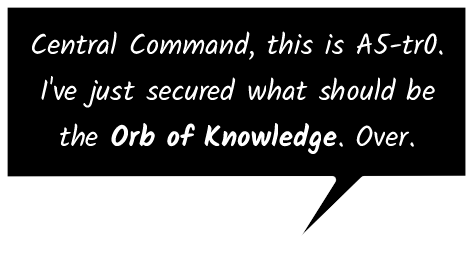 Central Command, this is A5-tr0.
I've just secured what should be
the Orb of Knowledge. Over.